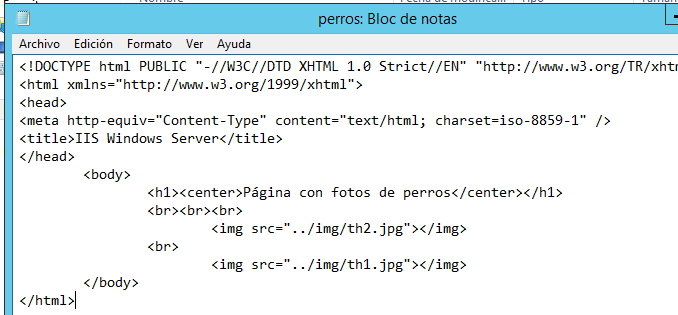 perros: Bloc de notas
Archivo Edición Formato Ver Ayuda
<!DOCTYPE html PUBLIC "-//W3C//DTD XHTML 1.0 Strict//EN" "http://www.w3.org/TR/xht
<html xmlns="http://www.w3.org/1999/xhtml">
<head>
<meta http-equiv="Content-Type" content="text/html; charset=iso-8859-1" />
<title>IIS Windows Server</title>
</head>
<body>
<h1><center>Página con fotos de perros</center></h1>
<br><br><br>
<img src="../img/th2.jpg"></img>
<br>
<img src="../img/th1.jpg"></img>
</body>
</html>